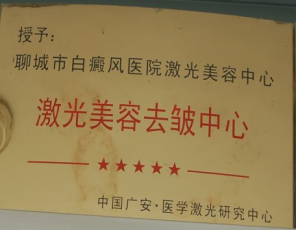 授予：
聊城市白癜风医院激光美容中心
激光美容去皱中心
★★★★★
中国广安·医学激光研究中心